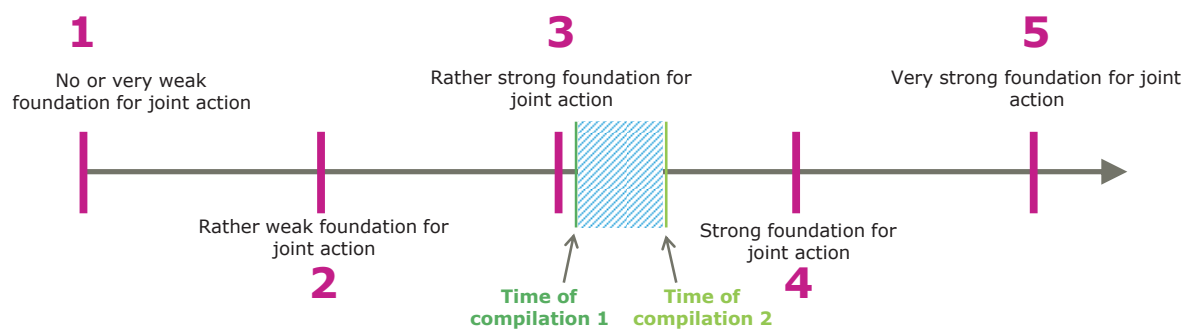 1
No or very weak
foundation for joint action
3
Rather strong foundation for
joint action
5
Very strong foundation for joint
action
Rather weak foundation for
joint action
2
Strong foundation for
joint action
4
Time of
compilation 1
Time of
compilation 2